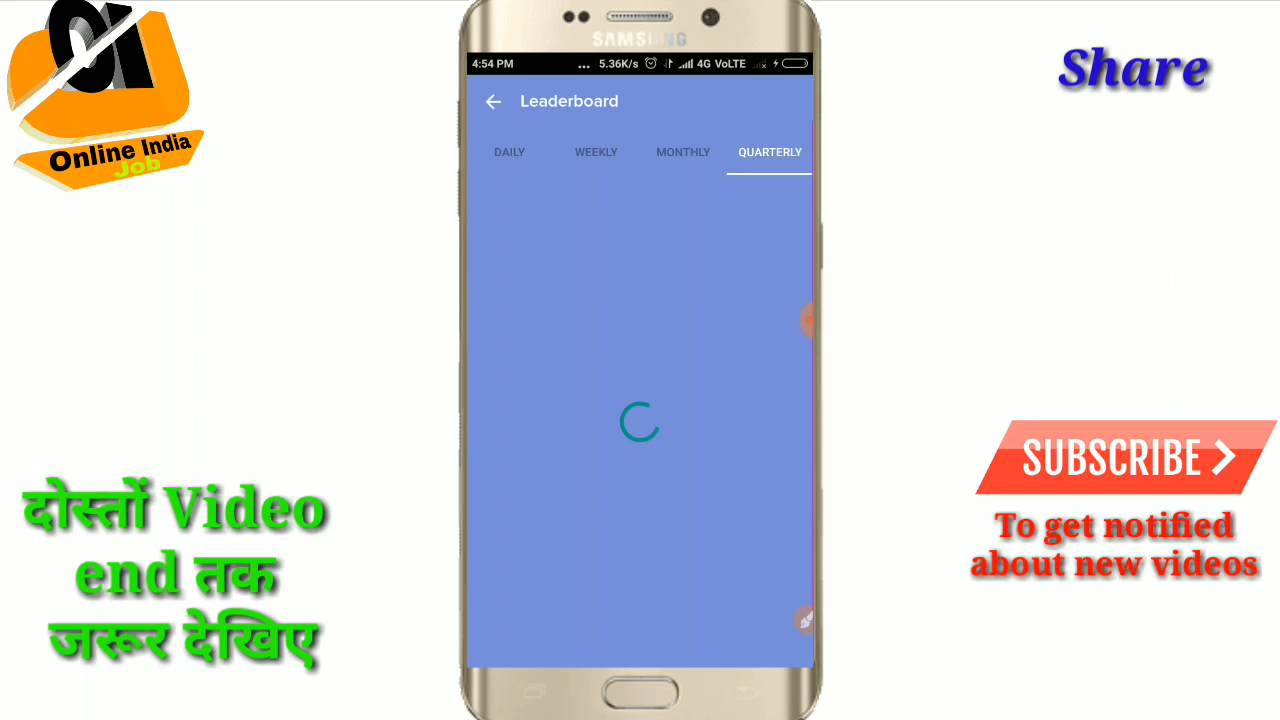 OI
Online India
Job
SAMSUNG
4:54 PM
... 5.36K/s 4G VoLTE
Leaderboard
DAILY WEEKLY MONTHLY QUARTERLY
Share
SUBSCRIBE >
To get notified
about new videos
दोस्तों Video
end तक
जरूर देखिए